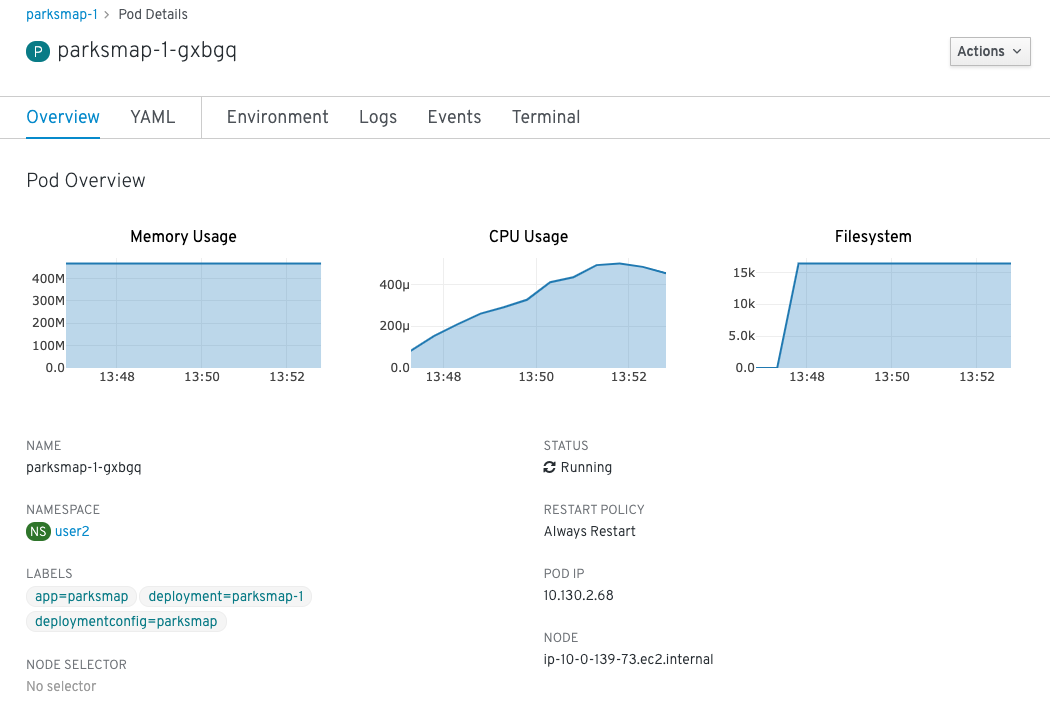 parksmap-1 > Pod Details
P parksmap-1-gxbgq
Actions
Overview YAML Environment Logs Events Terminal
Pod Overview
Memory Usage
400M
300M
200M
100M
0.0
13:48 13:50 13:52
CPU Usage
400µ
200µ
0.0
13:48 13:50 13:52
Filesystem
15k
10k
5.0k
0.0
13:48 13:50 13:52
NAME
parksmap-1-gxbgq
NAMESPACE
NS user2
LABELS
app=parksmap deployment=parksmap-1
deploymentconfig=parksmap
NODE SELECTOR
No selector
STATUS
Running
RESTART POLICY
Always Restart
POD IP
10.130.2.68
NODE
ip-10-0-139-73.ec2.internal